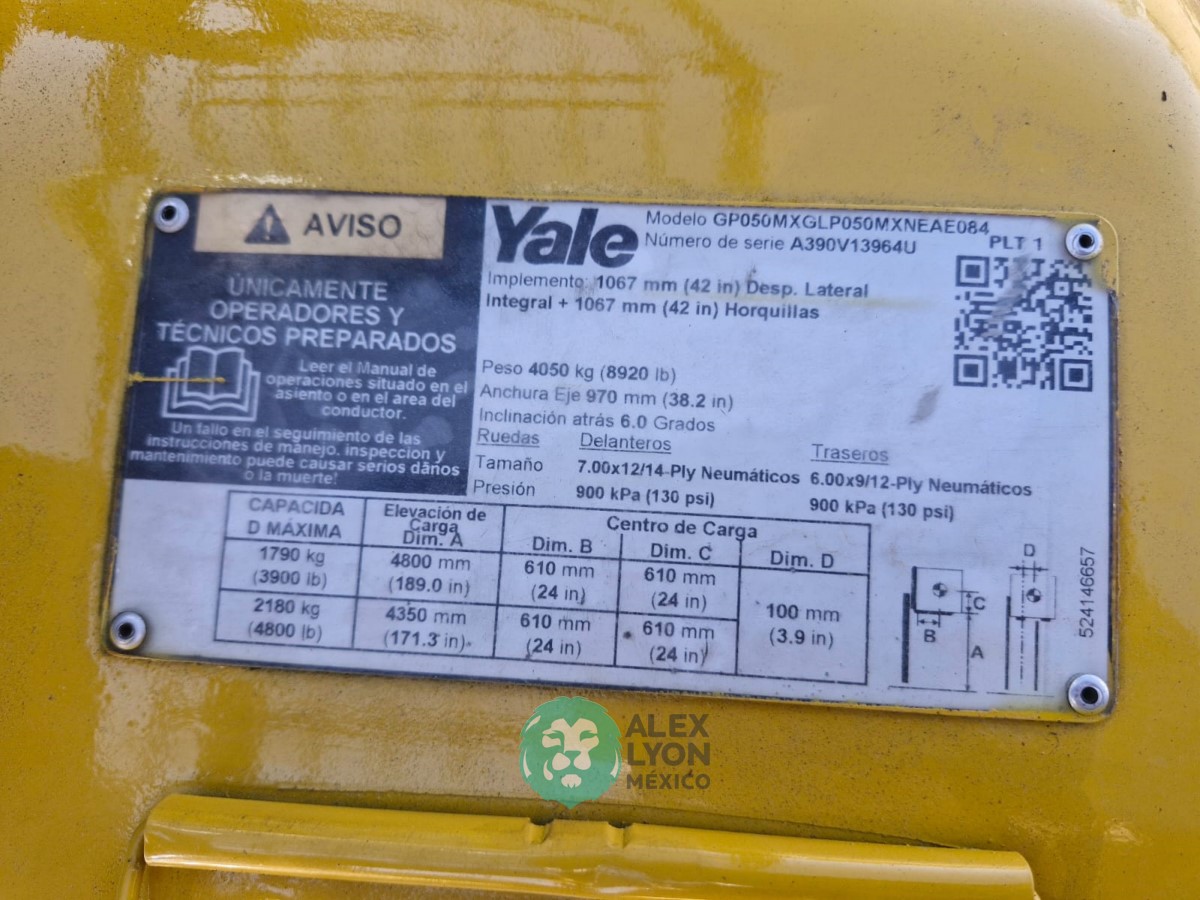 AVISO
ÚNICAMENTE
OPERADORES Y
TÉCNICOS PREPARADOS
Leer el Manual de
operaciones situado en el
asiento o en el area del
conductor.
Un fallo en el seguimiento de las
instrucciones de manejo, inspeccion y
mantenimiento puede causar serios daños
o la muerte!
Yale
Modelo GP050MXGLP050MXNEAE084
Número de serie A390V13964U
PLT 1
Implemento: 1067 mm (42 in) Desp. Lateral
Integral + 1067 mm (42 in) Horquillas
Peso 4050 kg (8920 lb)
Anchura Eje 970 mm (38.2 in)
Inclinación atrás 6.0 Grados
Ruedas Delanteros Traseros
Tamaño 7.00x12/14-Ply Neumáticos 6.00x9/12-Ply Neumáticos
Presión 900 kPa (130 psi) 900 kPa (130 psi)
CAPACIDA
D MÁXIMA
Elevación de
Carga
Dim. A
Centro de Carga
Dim. B Dim. C Dim. D
1790 kg 4800 mm 610 mm 610 mm
(3900 lb) (189.0 in) (24 in) (24 in)
100 mm
(3.9 in)
2180 kg 4350 mm 610 mm 610 mm
(4800 lb) (171.3 in) (24 in) (24 in)
D
C
B
A
524146657
ALEX
LYON
MÉXICO